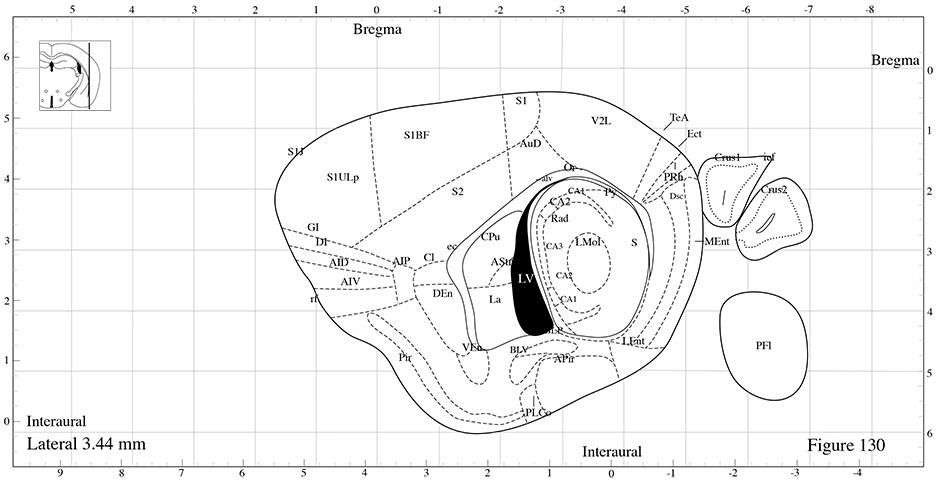 5 4 3 2 1 0 -1 -2 -3 -4 -5 -6 -7 -8
Bregma
Bregma
6
0
S1
V2L
TeA
5
S1BF
Ect
1
AuD
S1J
Crus1
icf
Or
4
S1ULp
alv
PRh
S2
CA1
Py
Crus2
2
CA2
Dsc
Rad
GI
CPu
LMol
S
MEnt
3
DI
ec
CA3
3
AID
AIP
Cl
AStr
CA2
AIV
LV
DEn
La
CA1
2
rf
4
PFl
VEn
BLV
LEnt
1
Pir
APir
5
PLCo
0
Interaural
6
Lateral 3.44 mm
Interaural
Figure 130
9 8 7 6 5 4 3 2 1 0 -1 -2 -3 -4